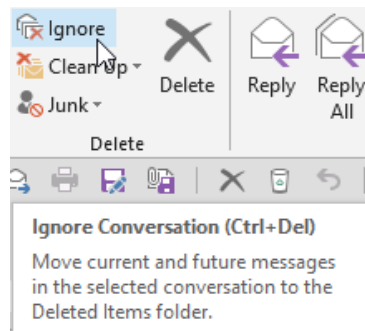 Ignore
Clean Up
Junk
Delete
Reply
Reply
All
Delete
Ignore Conversation (Ctrl+Del)
Move current and future messages
in the selected conversation to the
Deleted Items folder.